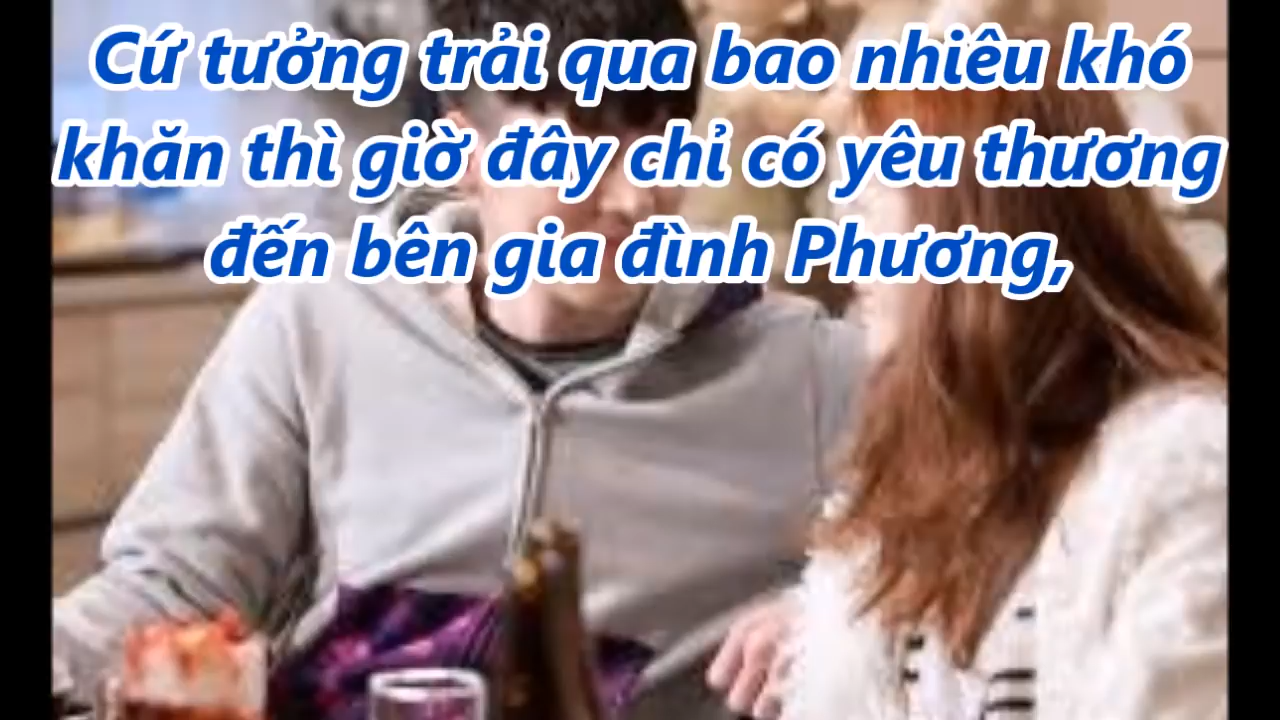 Cứ tưởng trải qua bao nhiêu khó
khăn thì giờ đây chỉ có yêu thương
đến bên gia đình Phương,